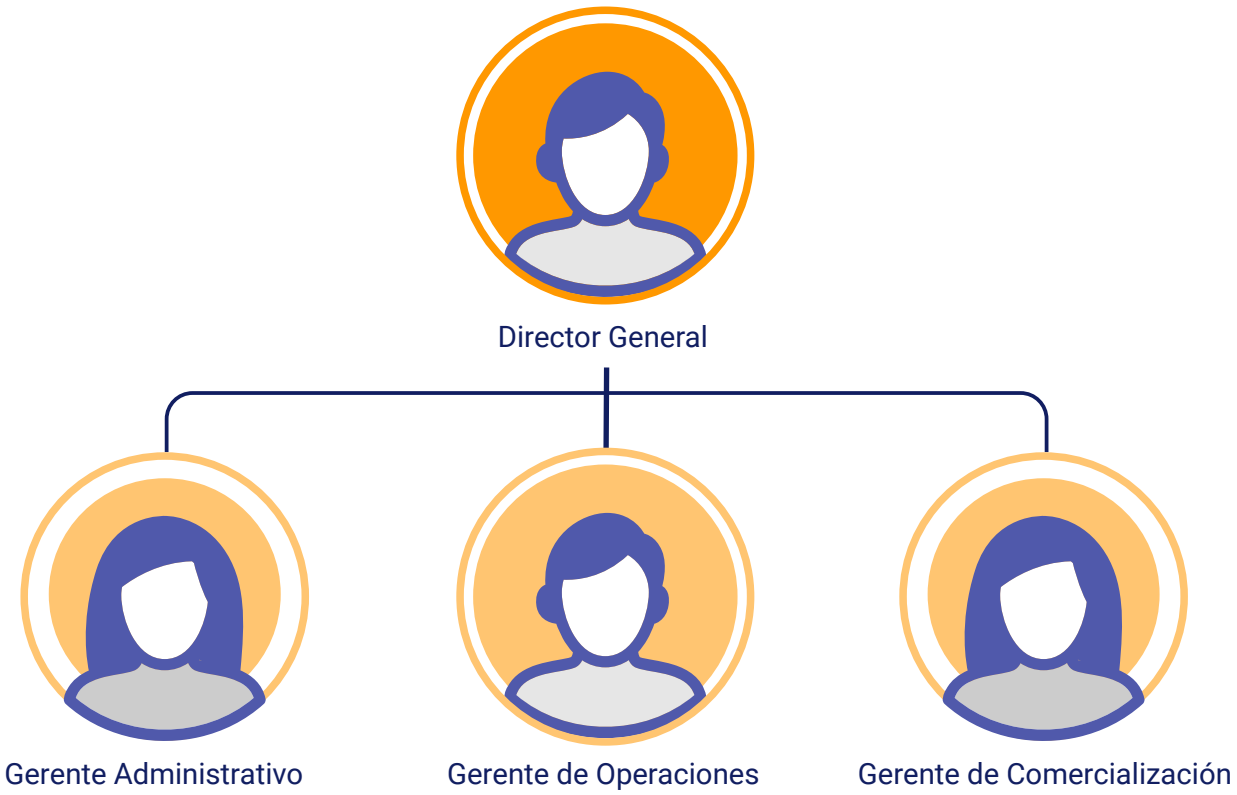 Director General
Gerente Administrativo
Gerente de Operaciones
Gerente de Comercialización